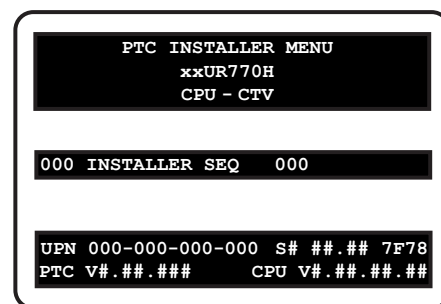 PTC INSTALLER MENU
xxUR770H
CPU – CTV
000 INSTALLER SEQ 000
UPN 000-000-000-000 S# ##.## 7F78
PTC V#.##.### CPU V#.##.##.##